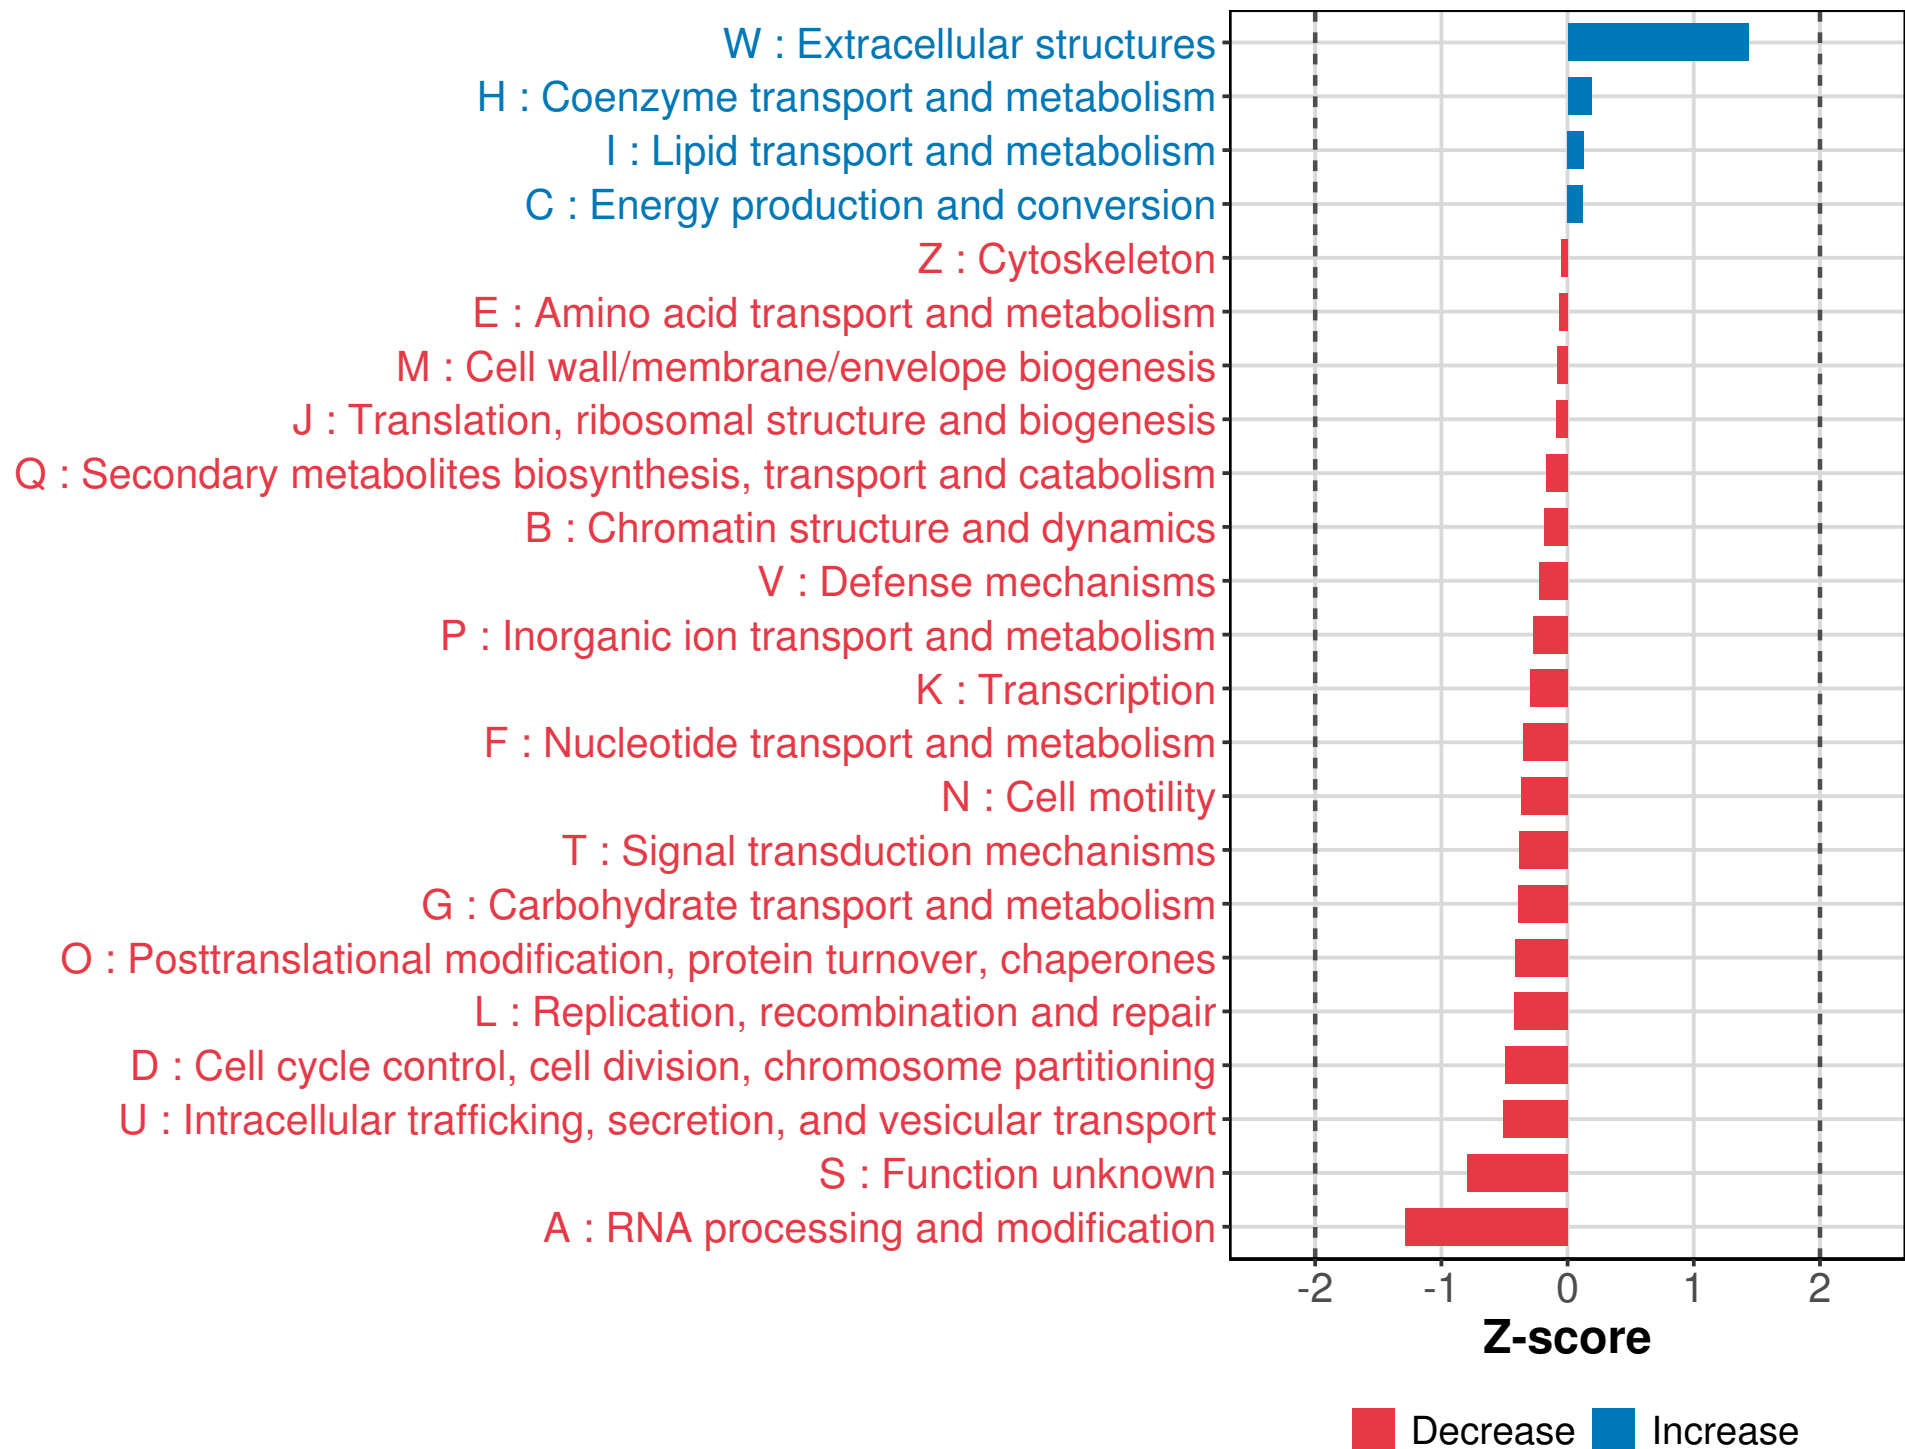 W : Extracellular structures
H : Coenzyme transport and metabolism
I : Lipid transport and metabolism
C : Energy production and conversion
Z : Cytoskeleton
E : Amino acid transport and metabolism
M : Cell wall/membrane/envelope biogenesis
J : Translation, ribosomal structure and biogenesis
Q : Secondary metabolites biosynthesis, transport and catabolism
B : Chromatin structure and dynamics
V : Defense mechanisms
P : Inorganic ion transport and metabolism
K : Transcription
F : Nucleotide transport and metabolism
N : Cell motility
T : Signal transduction mechanisms
G : Carbohydrate transport and metabolism
O : Posttranslational modification, protein turnover, chaperones
L : Replication, recombination and repair
D : Cell cycle control, cell division, chromosome partitioning
U : Intracellular trafficking, secretion, and vesicular transport
S : Function unknown
A : RNA processing and modification
-2 -1 0 1 2
Z-score
Decrease Increase